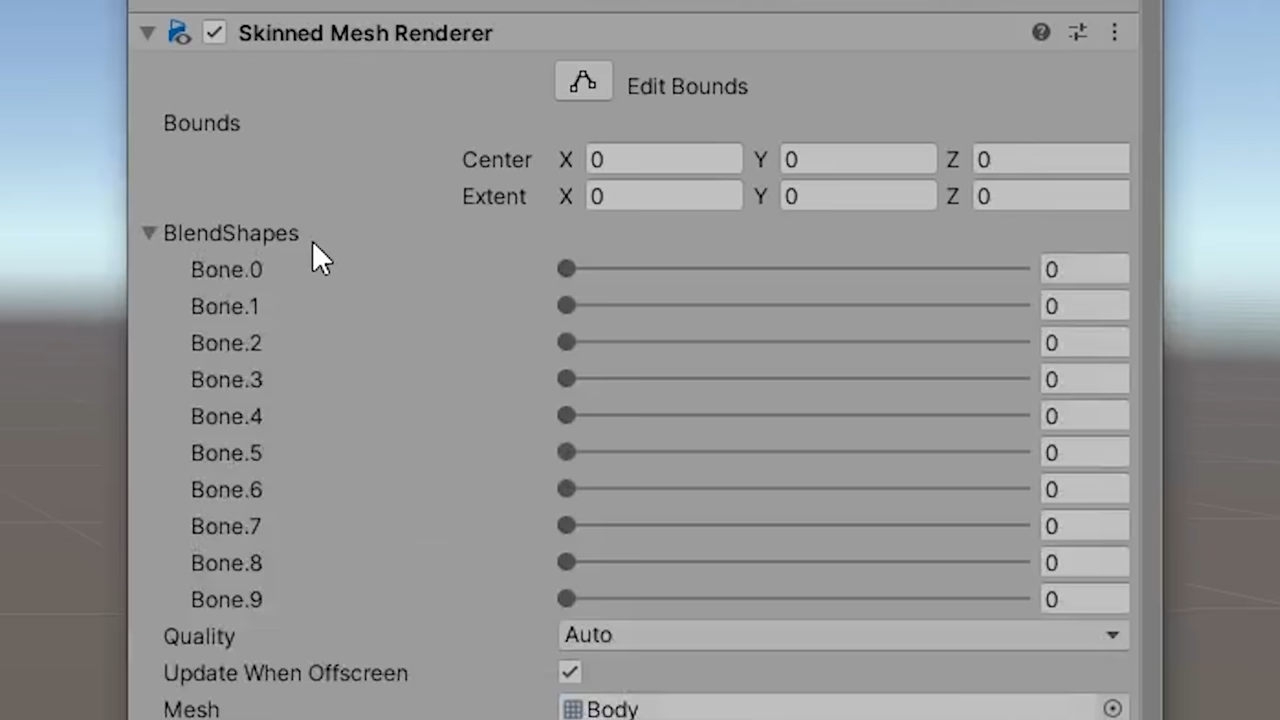 Skinned Mesh Renderer
Edit Bounds
Bounds
Center X 0 Y 0 Z 0
Extent X 0 Y 0 Z 0
BlendShapes
Bone.0 0
Bone.1 0
Bone.2 0
Bone.3 0
Bone.4 0
Bone.5 0
Bone.6 0
Bone.7 0
Bone.8 0
Bone.9 0
Quality Auto
Update When Offscreen
Mesh Body